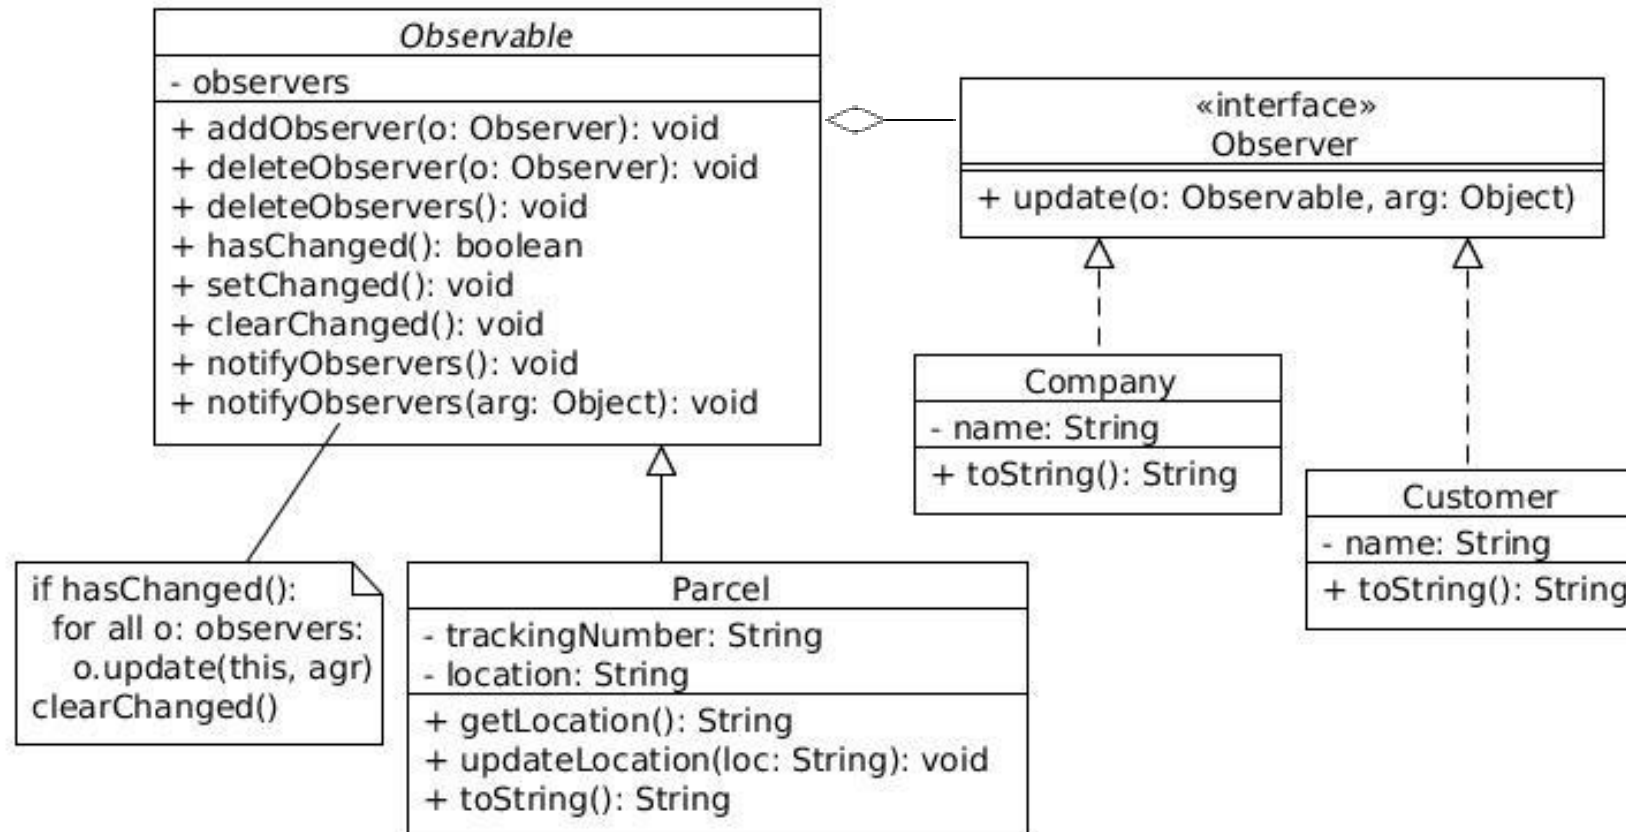 Observable
- observers
+ addObserver(o: Observer): void
+ deleteObserver(o: Observer): void
+ deleteObservers(): void
+ hasChanged(): boolean
+ setChanged(): void
+ clearChanged(): void
+ notifyObservers(): void
+ notifyObservers(arg: Object): void
«interface»
Observer
+ update(o: Observable, arg: Object)
Company
- name: String
+ toString(): String
Customer
- name: String
+ toString(): String
if hasChanged():
for all o: observers:
o.update(this, agr)
clearChanged()
Parcel
- trackingNumber: String
- location: String
+ getLocation(): String
+ updateLocation(loc: String): void
+ toString(): String